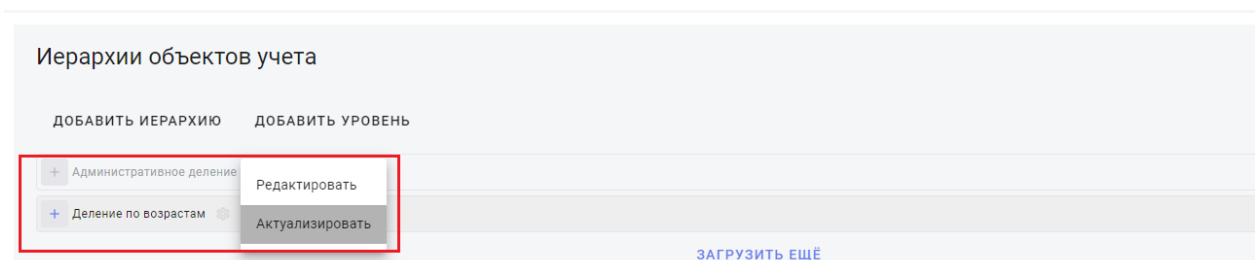 Иерархии объектов учета
ДОБАВИТЬ ИЕРАРХИЮ ДОБАВИТЬ УРОВЕНЬ
Административное деление
Редактировать
Деление по возрастам
Актуализировать
ЗАГРУЗИТЬ ЕЩЁ